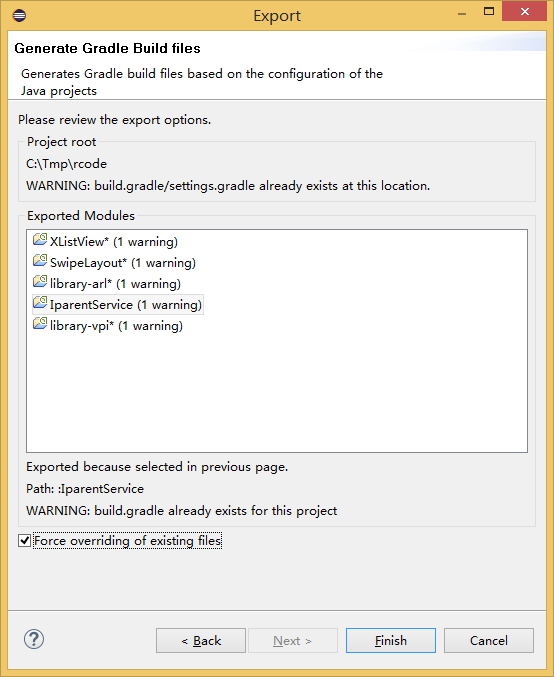 Export
Generate Gradle Build files
Generates Gradle build files based on the configuration of the
Java projects
Please review the export options.
Project root
C:\Tmp\rcode
WARNING: build.gradle/settings.gradle already exists at this location.
Exported Modules
XListView* (1 warning)
SwipeLayout* (1 warning)
library-arl* (1 warning)
IparentService (1 warning)
library-vpi* (1 warning)
Exported because selected in previous page.
Path: :IparentService
WARNING: build.gradle already exists for this project
Force overriding of existing files
? < Back Next > Finish Cancel